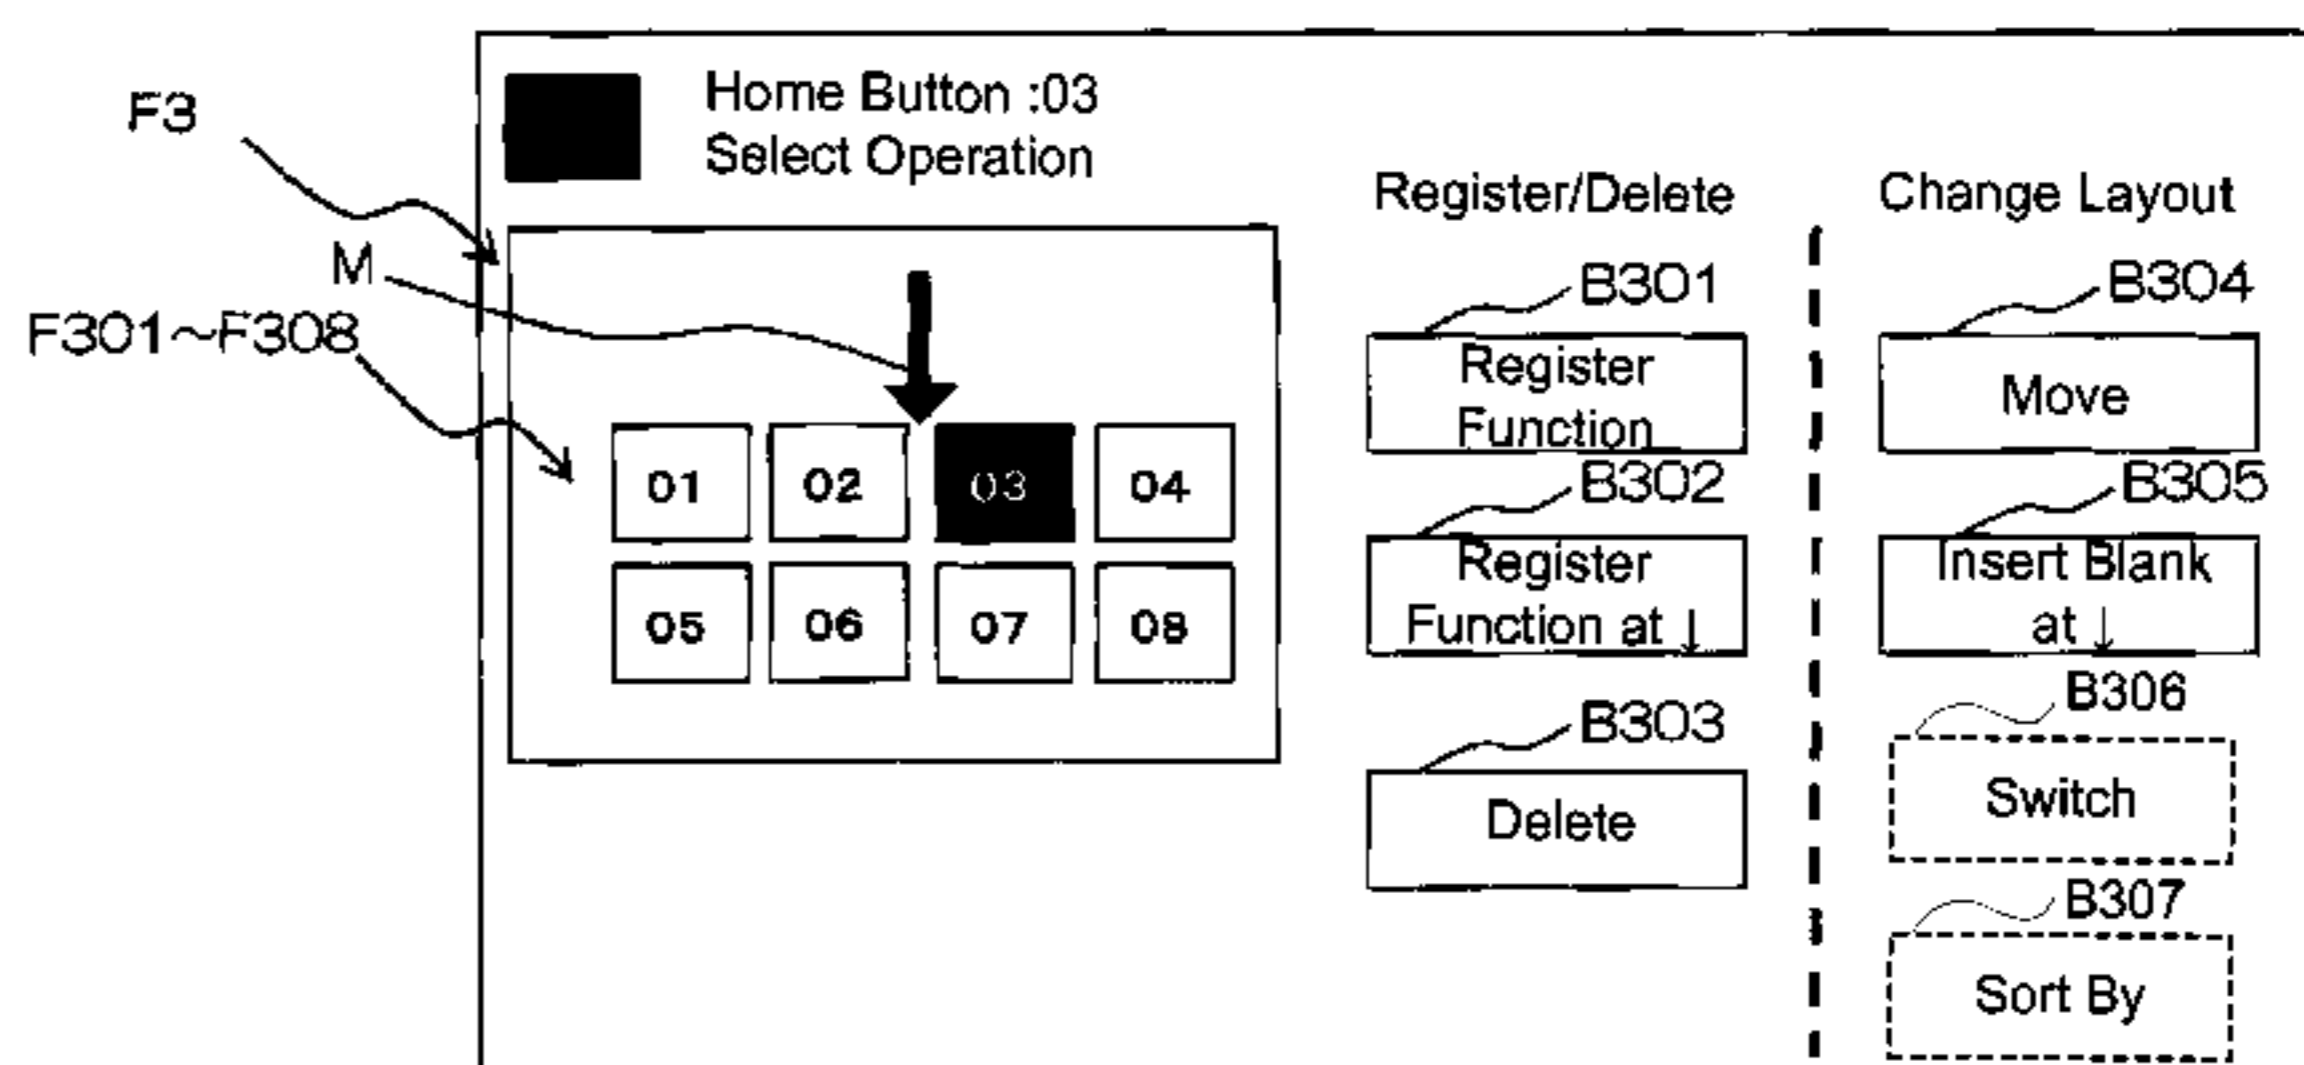 F3
Home Button :03
Select Operation
M
F301~F308
01 02 03 04
05 06 07 08
Register/Delete
B301
Register
Function
B302
Register
Function at ↓
B303
Delete
Change Layout
B304
Move
B305
Insert Blank
at ↓
B306
Switch
B307
Sort By